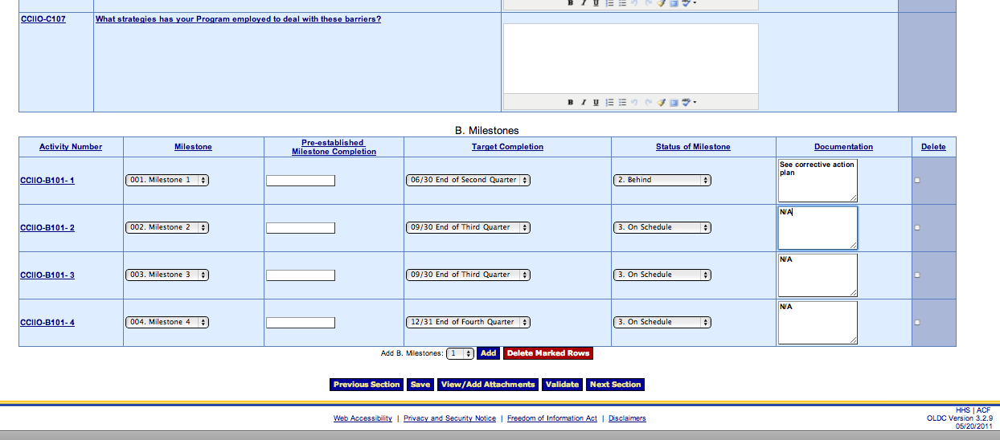 B I U
CCIIO-C107 What strategies has your Program employed to deal with these barriers?
B I U
B. Milestones
Activity Number Milestone Pre-established Milestone Completion Target Completion Status of Milestone Documentation Delete
CCIIO-B101- 1 001. Milestone 1 06/30 End of Second Quarter 2. Behind See corrective action plan
CCIIO-B101- 2 002. Milestone 2 09/30 End of Third Quarter 3. On Schedule N/A
CCIIO-B101- 3 003. Milestone 3 09/30 End of Third Quarter 3. On Schedule N/A
CCIIO-B101- 4 004. Milestone 4 12/31 End of Fourth Quarter 3. On Schedule N/A
Add B. Milestones: 1 Add Delete Marked Rows
Previous Section Save View/Add Attachments Validate Next Section
Web Accessibility | Privacy and Security Notice | Freedom of Information Act | Disclaimers
HHS | ACF
OLDC Version 3.2.9
05/20/2011